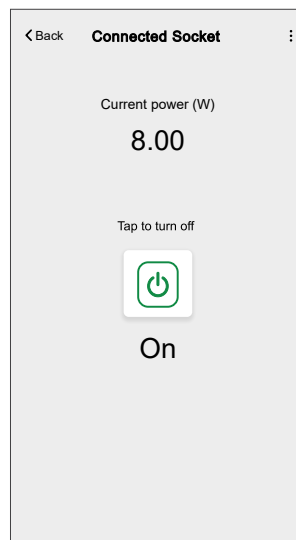 Back Connected Socket
Current power (W)
8.00
Tap to turn off
On